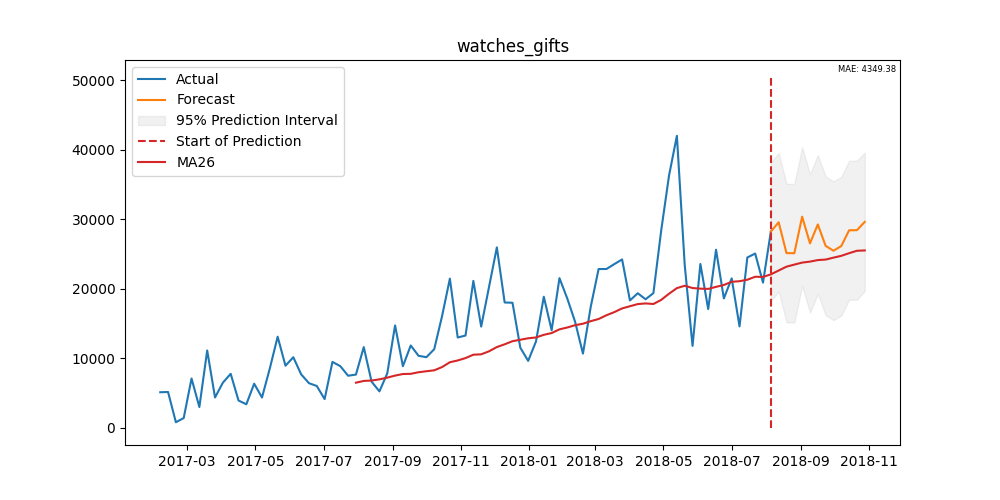 watches_gifts
MAE: 4349.38
Actual
Forecast
95% Prediction Interval
Start of Prediction
MA26
50000
40000
30000
20000
10000
0
2017-03 2017-05 2017-07 2017-09 2017-11 2018-01 2018-03 2018-05 2018-07 2018-09 2018-11